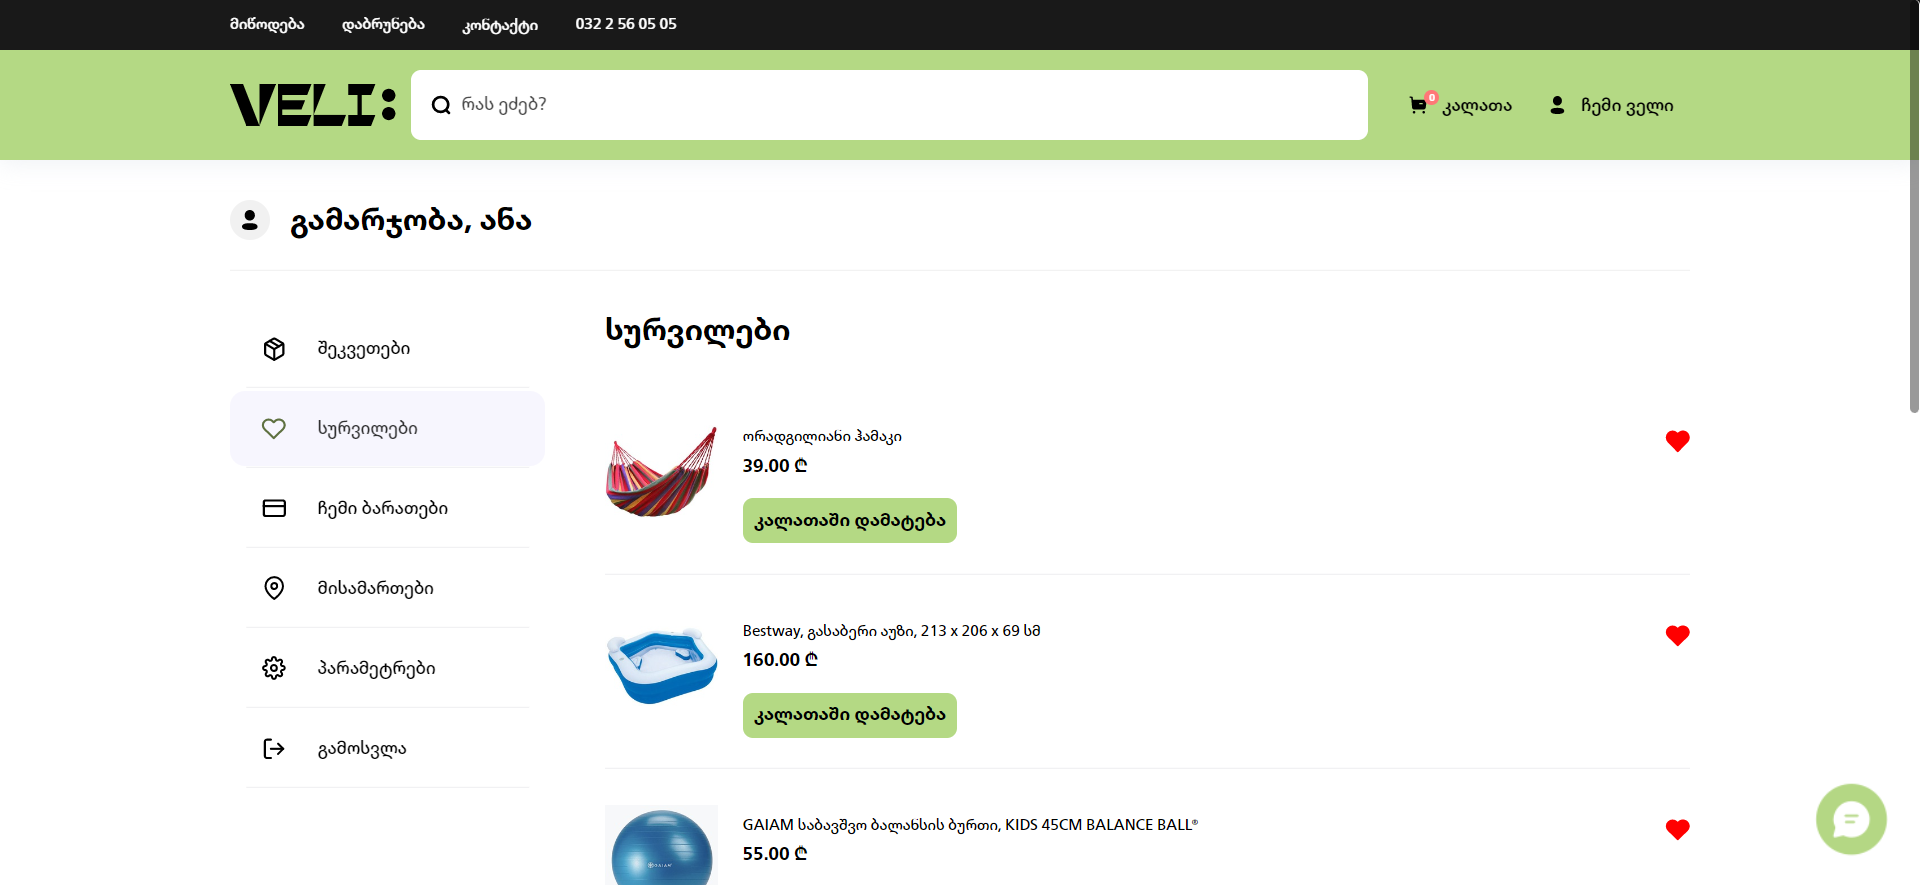 მიწოდება დაბრუნება კონტაქტი 032 2 56 05 05
VELI:
რას ეძებ?
0 კალათა
ჩემი ველი
გამარჯობა, ანა
შეკვეთები
სურვილები
ჩემი ბარათები
მისამართები
პარამეტრები
გამოსვლა
სურვილები
ორადგილიანი ჰამაკი
39.00 ₾
კალათაში დამატება
Bestway, გასაბერი აუზი, 213 x 206 x 69 სმ
160.00 ₾
კალათაში დამატება
GAIAM
GAIAM საბავშვო ბალანსის ბურთი, KIDS 45CM BALANCE BALL®
55.00 ₾